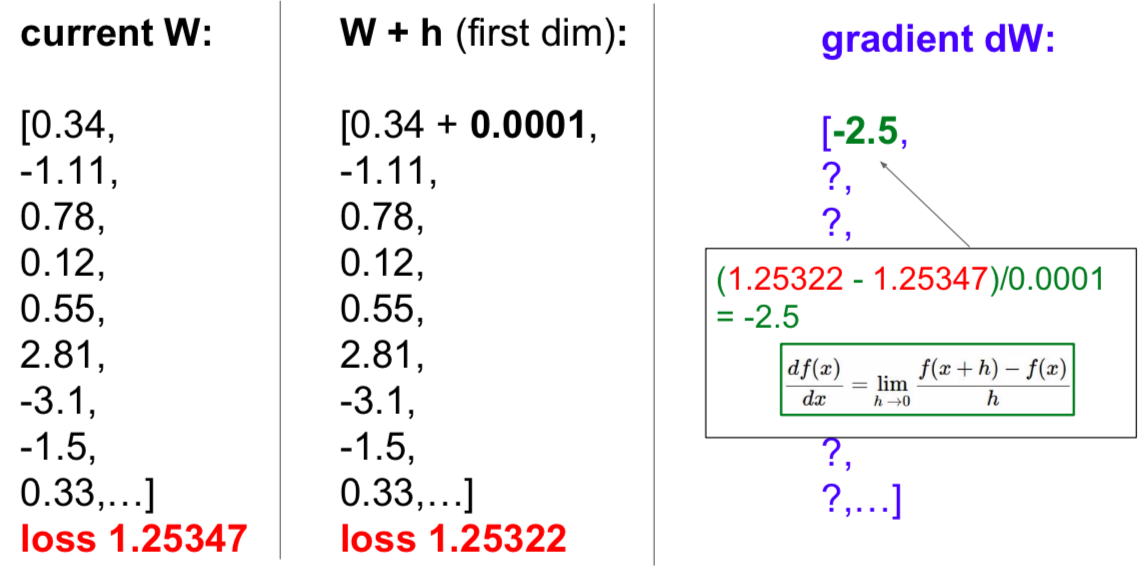 current W:
[0.34,
-1.11,
0.78,
0.12,
0.55,
2.81,
-3.1,
-1.5,
0.33,…]
loss 1.25347
W + h (first dim):
[0.34 + 0.0001,
-1.11,
0.78,
0.12,
0.55,
2.81,
-3.1,
-1.5,
0.33,…]
loss 1.25322
gradient dW:
[-2.5,
?,
?,
(1.25322 - 1.25347)/0.0001
= -2.5
df(x)/dx = lim h→0 f(x + h) − f(x)/h
?,
?,…]